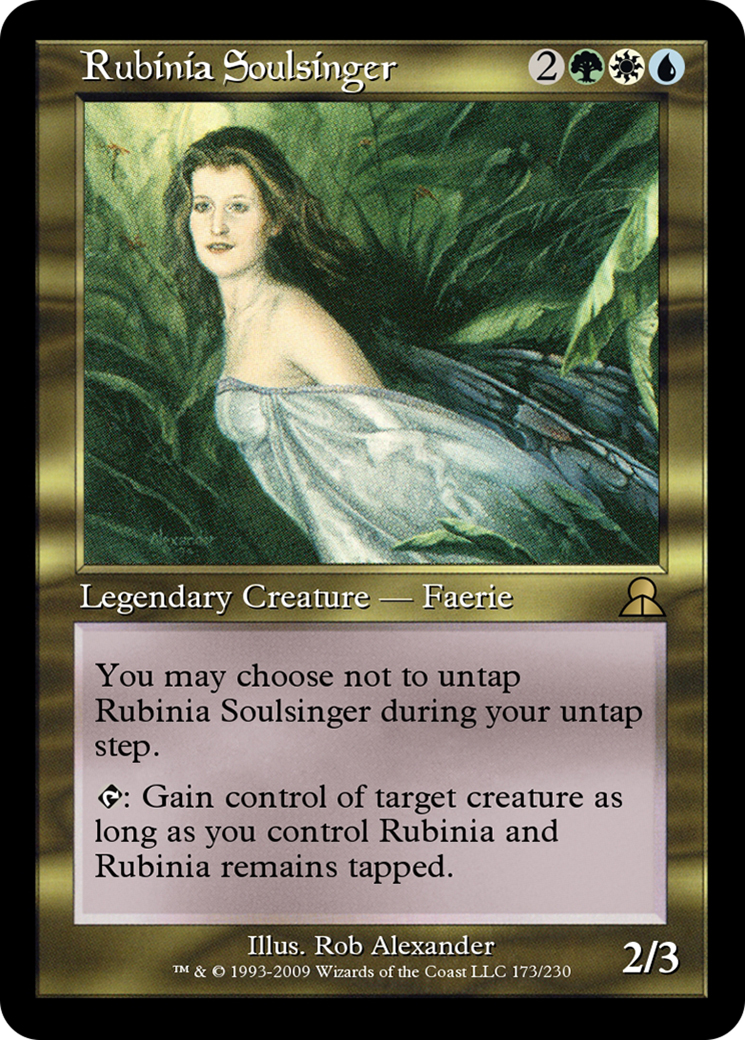 Rubinia Soulsinger 2
Alexander
Legendary Creature — Faerie
You may choose not to untap
Rubinia Soulsinger during your untap
step.
: Gain control of target creature as
long as you control Rubinia and
Rubinia remains tapped.
Illus. Rob Alexander
™ & © 1993-2009 Wizards of the Coast LLC 173/230
2/3